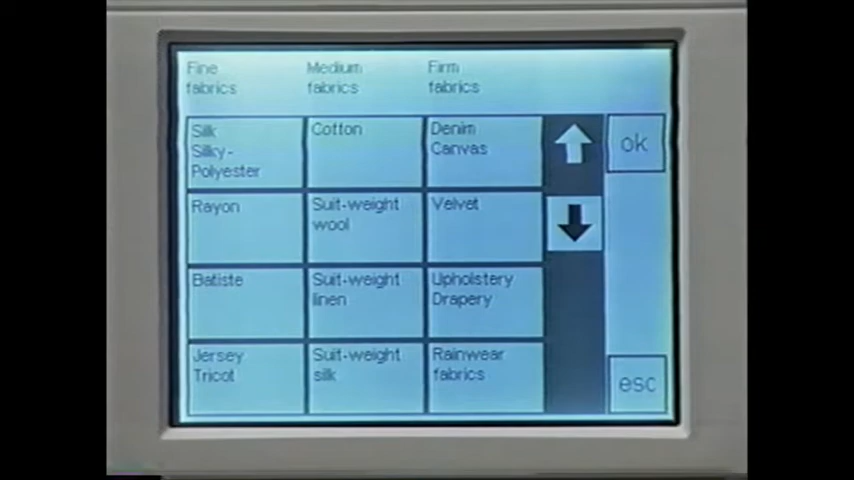 Fine Medium Firm
fabrics fabrics fabrics
Silk Cotton Denim
Silky- Canvas
Polyester
ok
Rayon Suit-weight Velvet
wool
Batiste Suit-weight Upholstery
linen Drapery
Jersey Suit-weight Rainwear
Tricot silk fabrics
esc